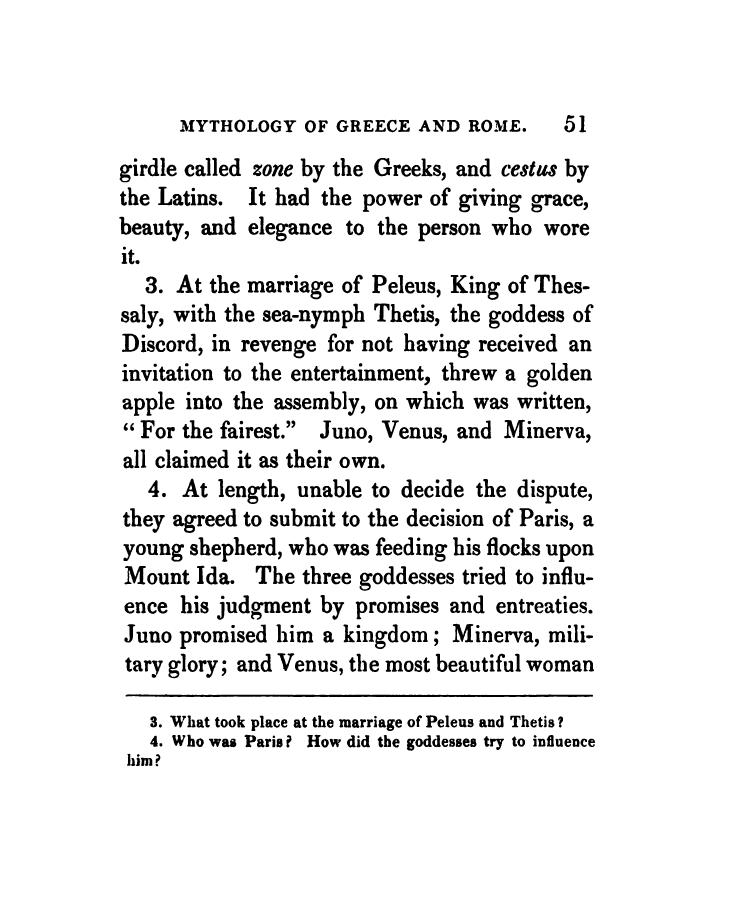 MYTHOLOGY OF GREECE AND ROME. 51
girdle called zone by the Greeks, and cestus by
the Latins. It had the power of giving grace,
beauty, and elegance to the person who wore
it.
3. At the marriage of Peleus, King of Thes-
saly, with the sea-nymph Thetis, the goddess of
Discord, in revenge for not having received an
invitation to the entertainment, threw a golden
apple into the assembly, on which was written,
“ For the fairest.” Juno, Venus, and Minerva,
all claimed it as their own.
4. At length, unable to decide the dispute,
they agreed to submit to the decision of Paris, a
young shepherd, who was feeding his flocks upon
Mount Ida. The three goddesses tried to influ-
ence his judgment by promises and entreaties.
Juno promised him a kingdom ; Minerva, mili-
tary glory ; and Venus, the most beautiful woman
3. What took place at the marriage of Peleus and Thetis ?
4. Who was Paris ? How did the goddesses try to influence
him ?